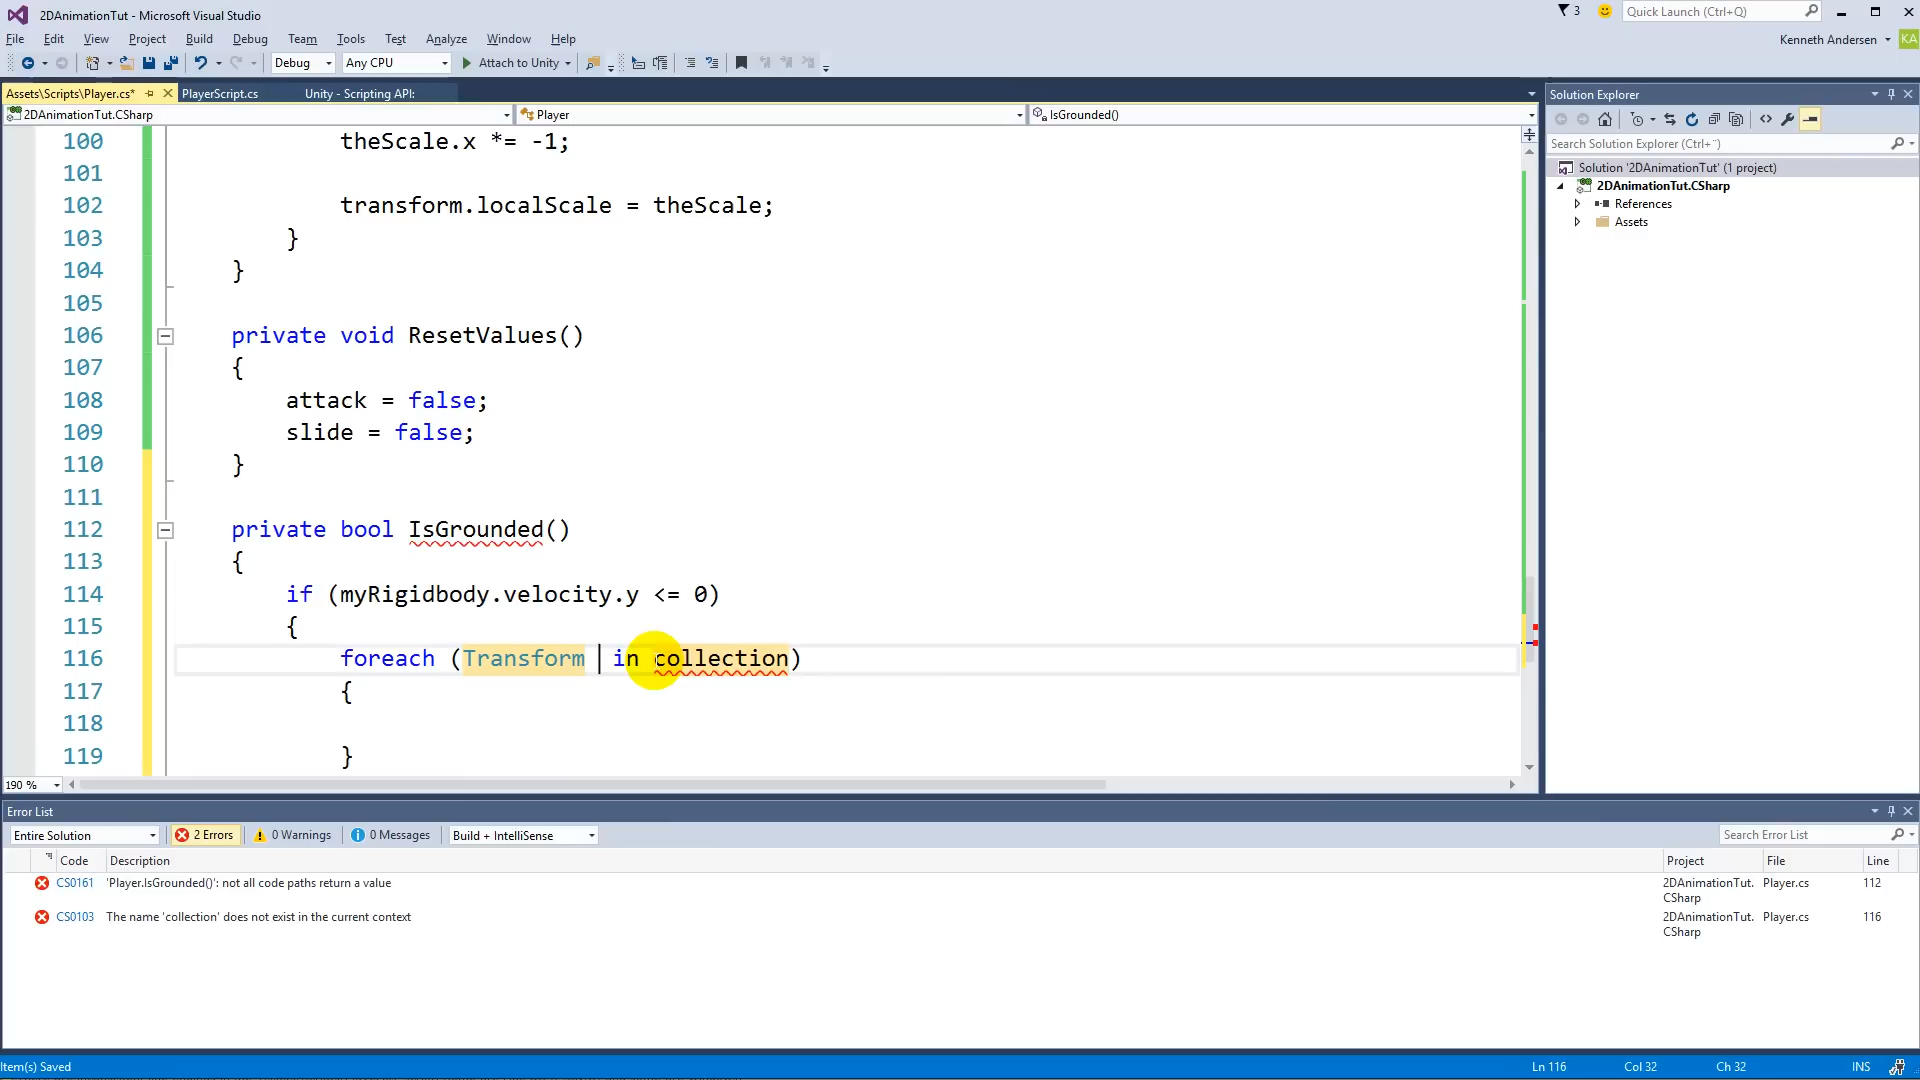 2DAnimationTut - Microsoft Visual Studio
3
Quick Launch (Ctrl+Q)
File Edit View Project Build Debug Team Tools Test Analyze Window Help
Kenneth Andersen
KA
Debug Any CPU Attach to Unity
Assets\Scripts\Player.cs* PlayerScript.cs Unity - Scripting API:
2DAnimationTut.CSharp Player IsGrounded()
100 theScale.x *= -1;
101
102 transform.localScale = theScale;
103 }
104 }
105
106 private void ResetValues()
107 {
108 attack = false;
109 slide = false;
110 }
111
112 private bool IsGrounded()
113 {
114 if (myRigidbody.velocity.y <= 0)
115 {
116 foreach (Transform in collection)
117 {
118
119 }
190 %
Solution Explorer
Search Solution Explorer (Ctrl+¨)
Solution '2DAnimationTut' (1 project)
2DAnimationTut.CSharp
References
Assets
Error List
Entire Solution 2 Errors 0 Warnings 0 Messages Build + IntelliSense
Search Error List
Code Description Project File Line
CS0161 'Player.IsGrounded()': not all code paths return a value 2DAnimationTut.CSharp Player.cs 112
CS0103 The name 'collection' does not exist in the current context 2DAnimationTut.CSharp Player.cs 116
Item(s) Saved Ln 116 Col 32 Ch 32 INS